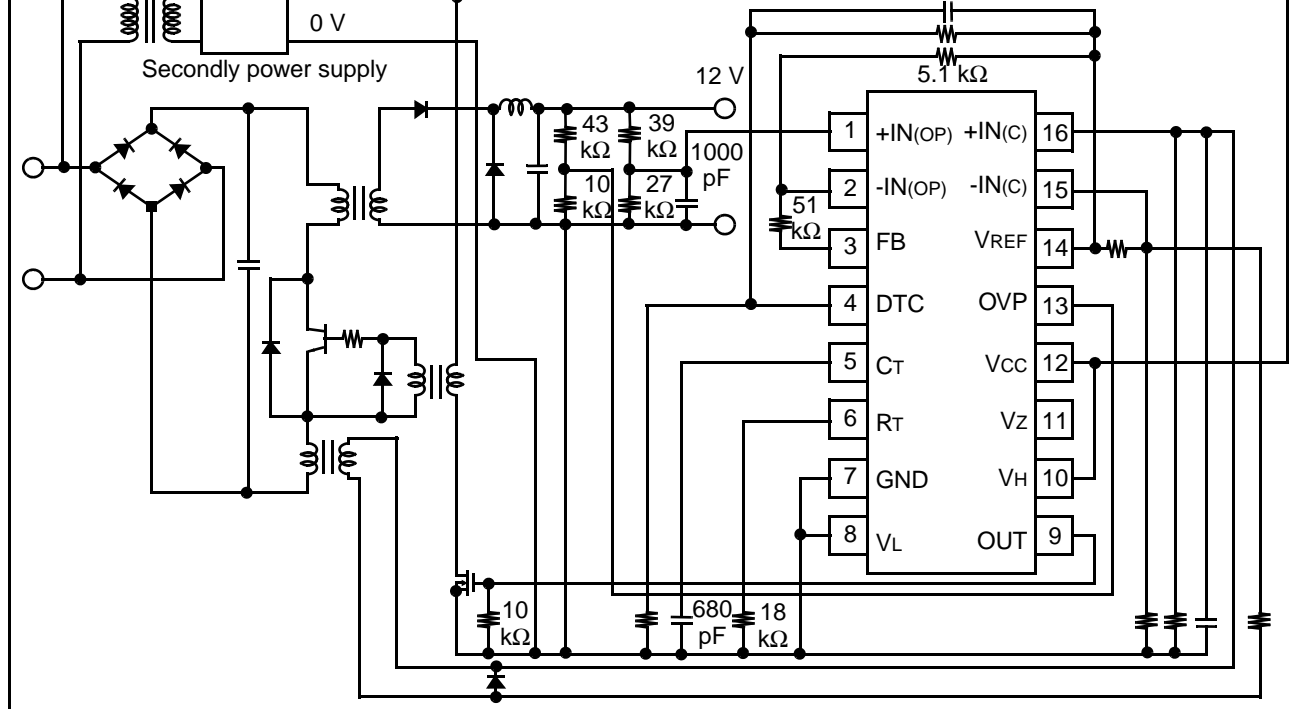 0 V
Secondly power supply
5.1 kΩ
12 V
43
kΩ
39
kΩ
1000
pF
10
kΩ
27
kΩ
51
kΩ
1 +IN(OP) +IN(C) 16
2 -IN(OP) -IN(C) 15
3 FB VREF 14
4 DTC OVP 13
5 CT VCC 12
6 RT VZ 11
7 GND VH 10
8 VL OUT 9
10
kΩ
680
pF
18
kΩ